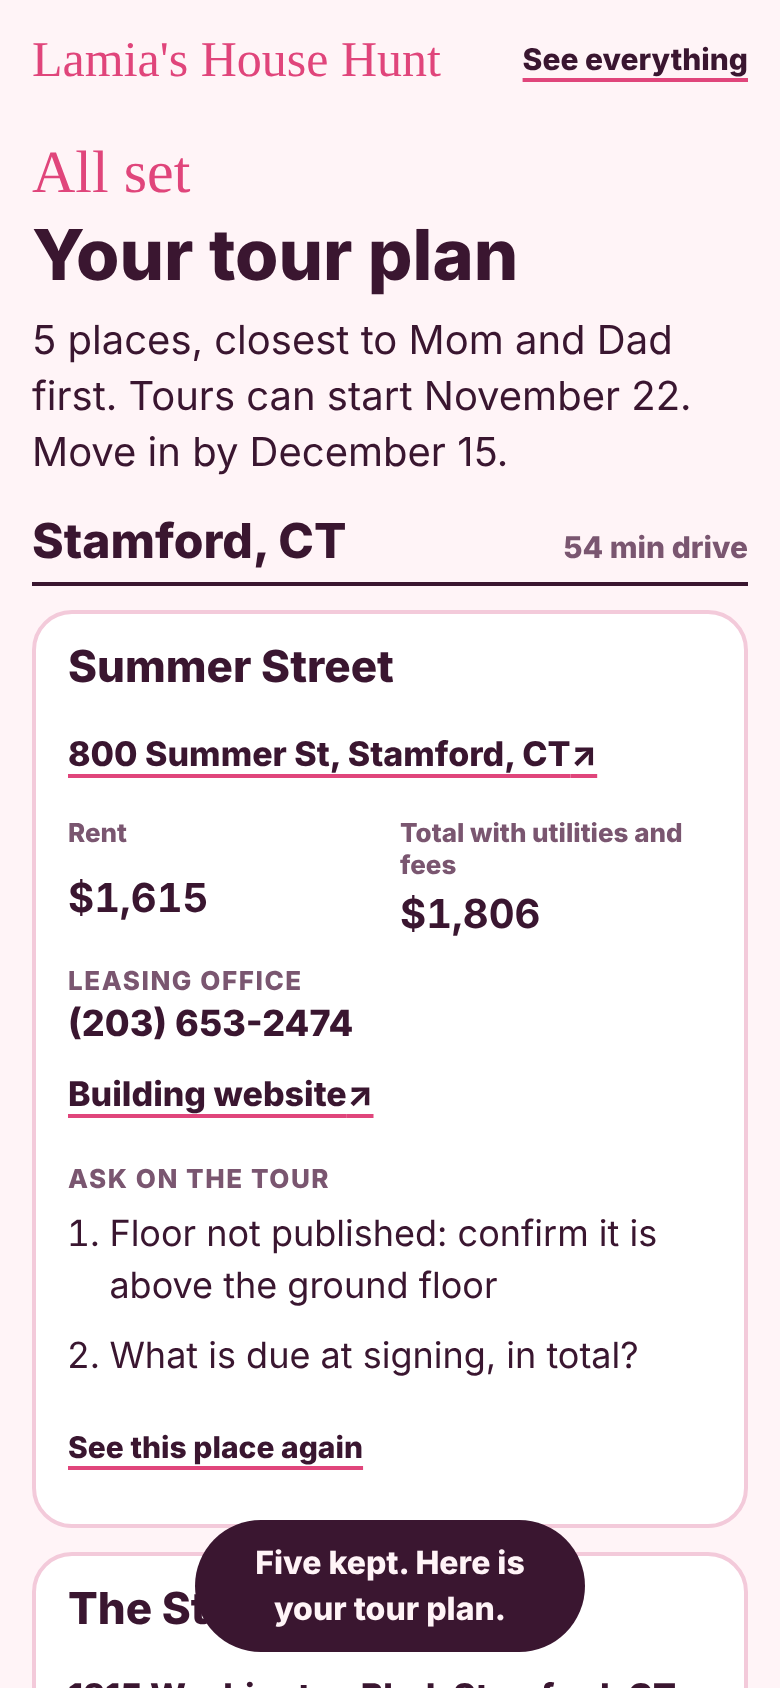 Lamia's House Hunt
See everything
All set
Your tour plan
5 places, closest to Mom and Dad
first. Tours can start November 22.
Move in by December 15.
Stamford, CT
54 min drive
Summer Street
800 Summer St, Stamford, CT↗
Rent
Total with utilities and
fees
$1,615
$1,806
LEASING OFFICE
(203) 653-2474
Building website↗
ASK ON THE TOUR
1. Floor not published: confirm it is
above the ground floor
2. What is due at signing, in total?
See this place again
Five kept. Here is
your tour plan.
The